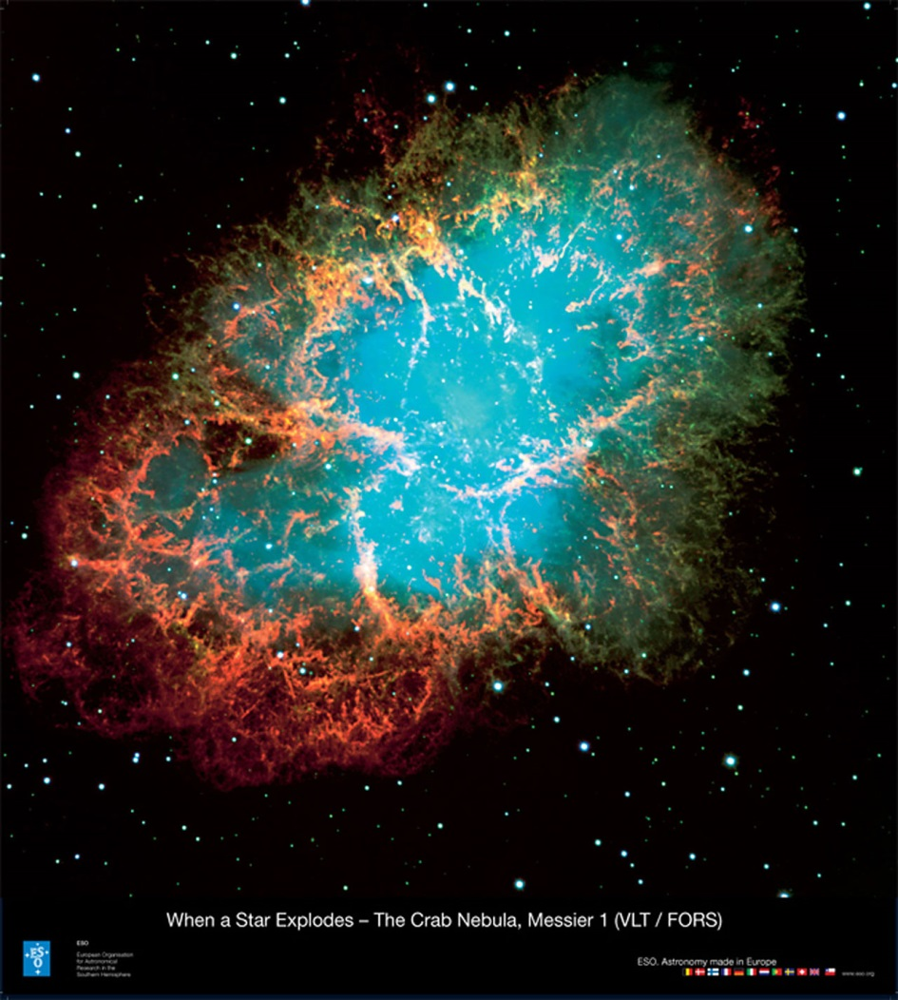 When a Star Explodes – The Crab Nebula, Messier 1 (VLT / FORS)
ESO
ESO
European Organisation
for Astronomical
Research in the
Southern Hemisphere
ESO. Astronomy made in Europe
www.eso.org